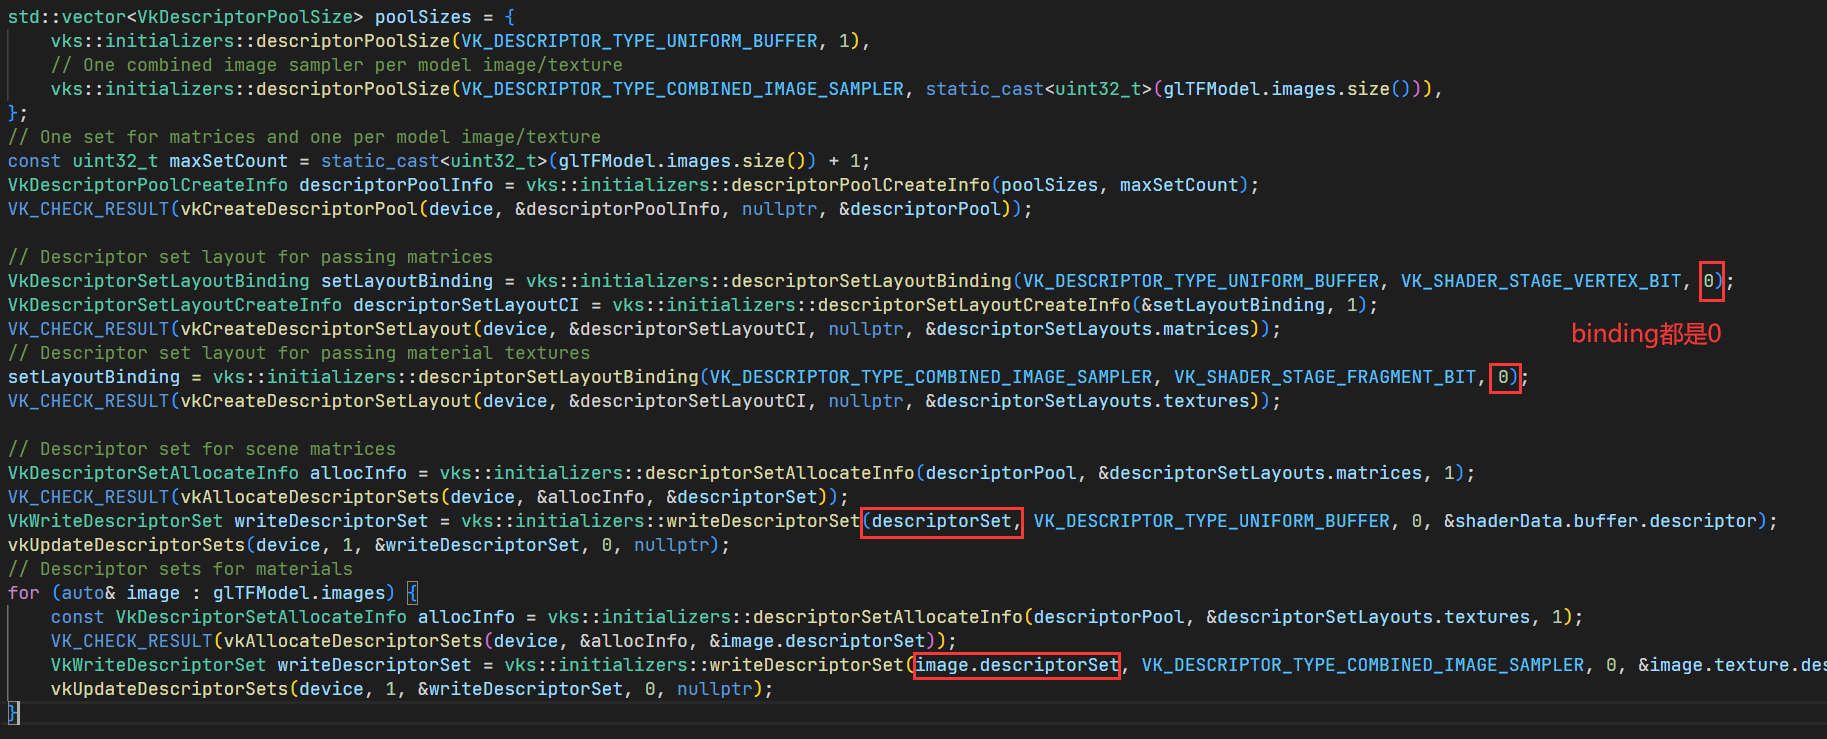 std::vector<VkDescriptorPoolSize> poolSizes = {
    vks::initializers::descriptorPoolSize(VK_DESCRIPTOR_TYPE_UNIFORM_BUFFER, 1),
    // One combined image sampler per model image/texture
    vks::initializers::descriptorPoolSize(VK_DESCRIPTOR_TYPE_COMBINED_IMAGE_SAMPLER, static_cast<uint32_t>(glTFModel.images.size())),
};
// One set for matrices and one per model image/texture
const uint32_t maxSetCount = static_cast<uint32_t>(glTFModel.images.size()) + 1;
VkDescriptorPoolCreateInfo descriptorPoolInfo = vks::initializers::descriptorPoolCreateInfo(poolSizes, maxSetCount);
VK_CHECK_RESULT(vkCreateDescriptorPool(device, &descriptorPoolInfo, nullptr, &descriptorPool));

// Descriptor set layout for passing matrices
VkDescriptorSetLayoutBinding setLayoutBinding = vks::initializers::descriptorSetLayoutBinding(VK_DESCRIPTOR_TYPE_UNIFORM_BUFFER, VK_SHADER_STAGE_VERTEX_BIT, 0);
VkDescriptorSetLayoutCreateInfo descriptorSetLayoutCI = vks::initializers::descriptorSetLayoutCreateInfo(&setLayoutBinding, 1);
VK_CHECK_RESULT(vkCreateDescriptorSetLayout(device, &descriptorSetLayoutCI, nullptr, &descriptorSetLayouts.matrices));
binding都是0
// Descriptor set layout for passing material textures
setLayoutBinding = vks::initializers::descriptorSetLayoutBinding(VK_DESCRIPTOR_TYPE_COMBINED_IMAGE_SAMPLER, VK_SHADER_STAGE_FRAGMENT_BIT, 0);
VK_CHECK_RESULT(vkCreateDescriptorSetLayout(device, &descriptorSetLayoutCI, nullptr, &descriptorSetLayouts.textures));

// Descriptor set for scene matrices
VkDescriptorSetAllocateInfo allocInfo = vks::initializers::descriptorSetAllocateInfo(descriptorPool, &descriptorSetLayouts.matrices, 1);
VK_CHECK_RESULT(vkAllocateDescriptorSets(device, &allocInfo, &descriptorSet));
VkWriteDescriptorSet writeDescriptorSet = vks::initializers::writeDescriptorSet(descriptorSet, VK_DESCRIPTOR_TYPE_UNIFORM_BUFFER, 0, &shaderData.buffer.descriptor);
vkUpdateDescriptorSets(device, 1, &writeDescriptorSet, 0, nullptr);
// Descriptor sets for materials
for (auto& image : glTFModel.images) {
    const VkDescriptorSetAllocateInfo allocInfo = vks::initializers::descriptorSetAllocateInfo(descriptorPool, &descriptorSetLayouts.textures, 1);
    VK_CHECK_RESULT(vkAllocateDescriptorSets(device, &allocInfo, &image.descriptorSet));
    VkWriteDescriptorSet writeDescriptorSet = vks::initializers::writeDescriptorSet(image.descriptorSet, VK_DESCRIPTOR_TYPE_COMBINED_IMAGE_SAMPLER, 0, &image.texture.des
    vkUpdateDescriptorSets(device, 1, &writeDescriptorSet, 0, nullptr);
}